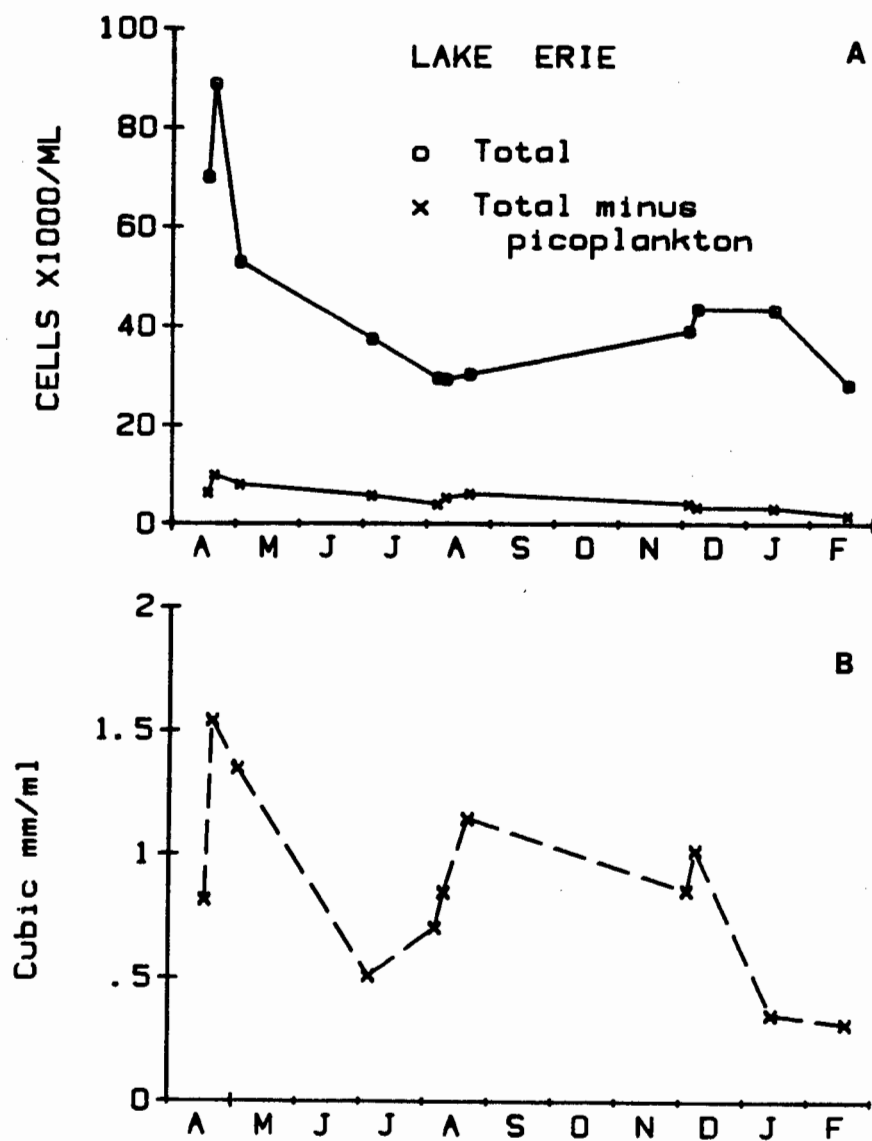 LAKE ERIE
A
o Total
x Total minus
picoplankton
CELLS X1000/ML
100
80
60
40
20
0
A M J J A S O N D J F
B
Cubic mm/ml
2
1.5
1
.5
0
A M J J A S O N D J F